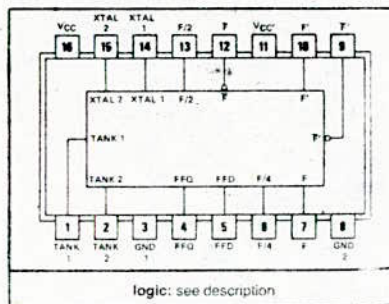 VCC XTAL 2 XTAL 1 F/2 F̅ VCC' F' F̅'
16 15 14 13 12 11 10 9
XTAL 2 XTAL 1 F/2 F̅ F'
TANK 1 F̅'
TANK 2 FFQ FFD F/4 F
1 2 3 4 5 6 7 8
TANK 1 TANK 2 GND 1 FFQ FFD F/4 F GND 2
logic: see description